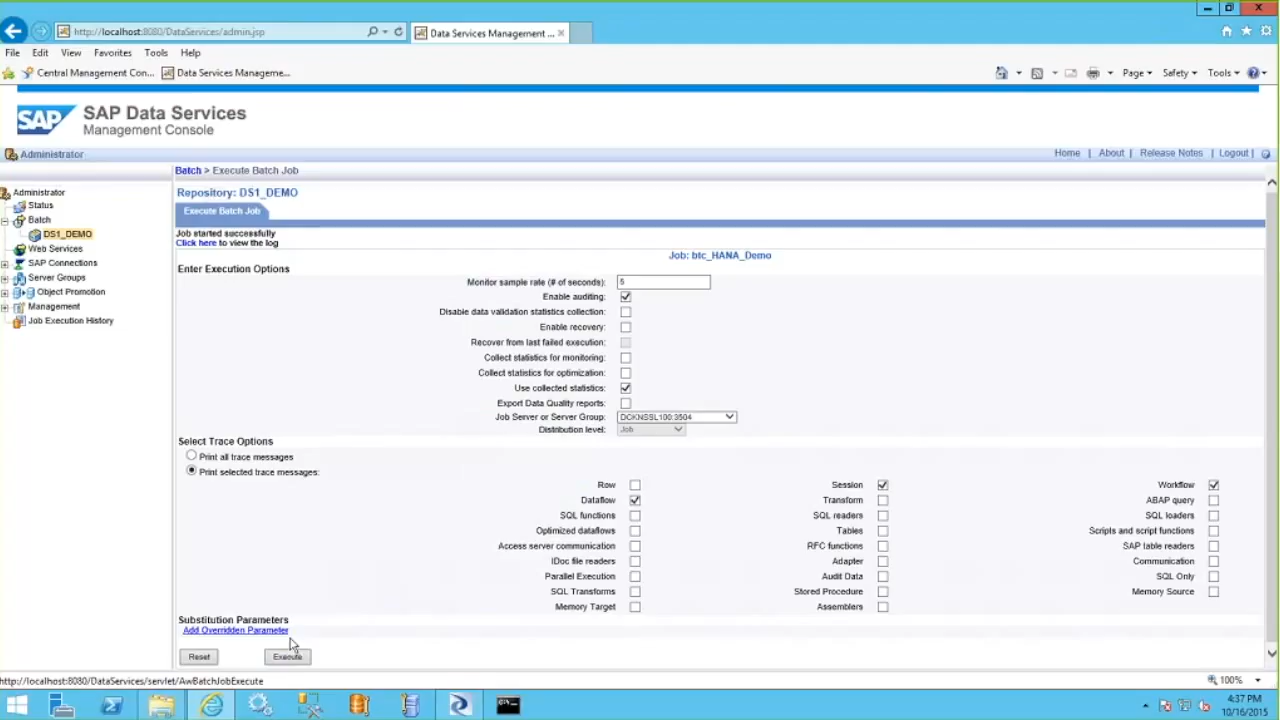 http://localhost:8080/DataServices/admin.jsp
Data Services Management ...
File Edit View Favorites Tools Help
Central Management Con... Data Services Manageme...
Page Safety Tools
SAP SAP Data Services
Management Console
Administrator
Home | About | Release Notes | Logout |
Batch > Execute Batch Job
Administrator
Status
Batch
DS1_DEMO
Web Services
SAP Connections
Server Groups
Object Promotion
Management
Job Execution History
Repository: DS1_DEMO
Execute Batch Job
Job started successfully
Click here to view the log
Job: btc_HANA_Demo
Enter Execution Options
Monitor sample rate (# of seconds): 5
Enable auditing:
Disable data validation statistics collection:
Enable recovery:
Recover from last failed execution:
Collect statistics for monitoring:
Collect statistics for optimization:
Use collected statistics:
Export Data Quality reports:
Job Server or Server Group: DCKNSSL100:3504
Distribution level: Job
Select Trace Options
Print all trace messages
Print selected trace messages:
Row Session Workflow
Dataflow Transform ABAP query
SQL functions SQL readers SQL loaders
Optimized dataflows Tables Scripts and script functions
Access server communication RFC functions SAP table readers
IDoc file readers Adapter Communication
Parallel Execution Audit Data SQL Only
SQL Transforms Stored Procedure Memory Source
Memory Target Assemblers
Substitution Parameters
Add Overridden Parameter
Reset Execute
http://localhost:8080/DataServices/servlet/AwBatchJobExecute
100%
4:37 PM
10/16/2015